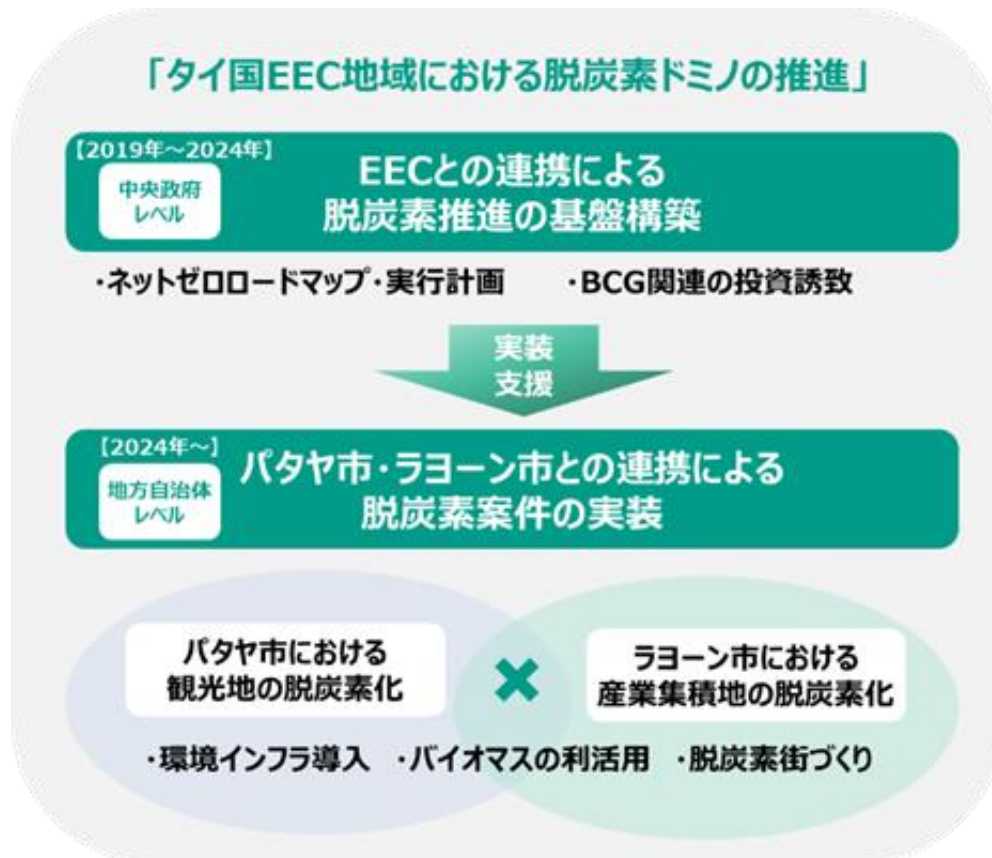 「タイ国EEC地域における脱炭素ドミノの推進」
【2019年～2024年】
中央政府
レベル
EECとの連携による
脱炭素推進の基盤構築
・ネットゼロロードマップ・実行計画 ・BCG関連の投資誘致
実装
支援
【2024年～】
地方自治体
レベル
パタヤ市・ラヨーン市との連携による
脱炭素案件の実装
パタヤ市における
観光地の脱炭素化
×
ラヨーン市における
産業集積地の脱炭素化
・環境インフラ導入 ・バイオマスの利活用 ・脱炭素街づくり